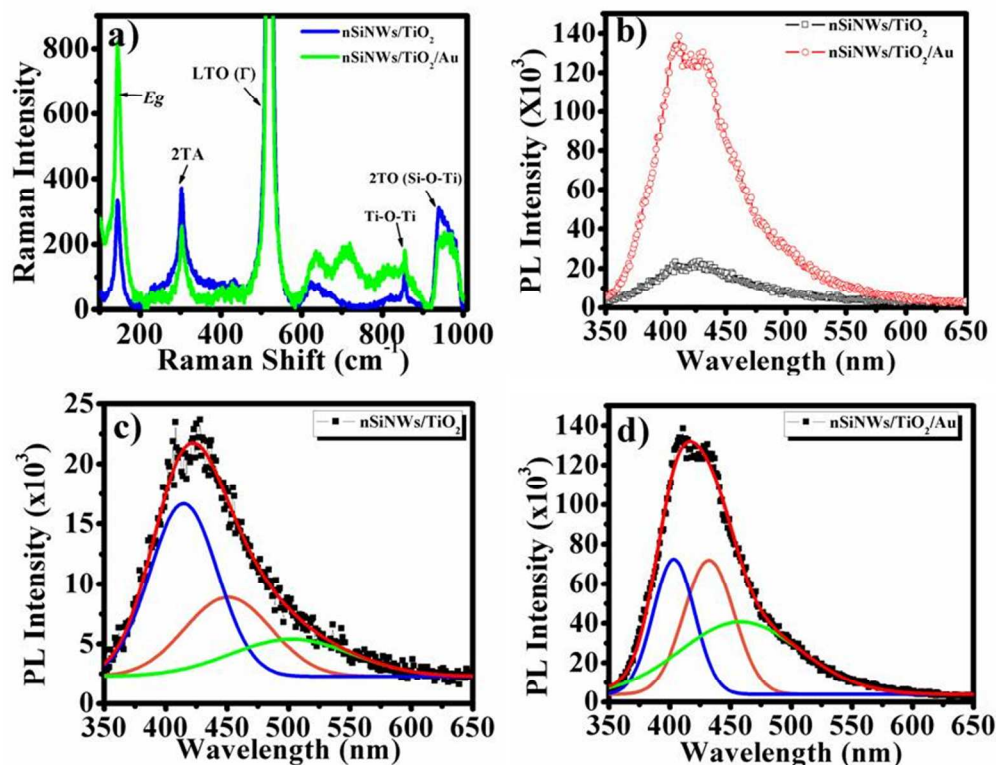 a)
nSiNWs/TiO₂
nSiNWs/TiO₂/Au
LTO (Γ)
Eg
2TA
2TO (Si-O-Ti)
Ti-O-Ti
800
600
400
200
0
200 400 600 800 1000
Raman Shift (cm⁻¹)
Raman Intensity
b)
nSiNWs/TiO₂
nSiNWs/TiO₂/Au
140
120
100
80
60
40
20
0
350 400 450 500 550 600 650
Wavelength (nm)
PL Intensity (X10³)
c)
nSiNWs/TiO₂
25
20
15
10
5
0
350 400 450 500 550 600 650
Wavelength (nm)
PL Intensity (x10³)
d)
nSiNWs/TiO₂/Au
140
120
100
80
60
40
20
0
350 400 450 500 550 600 650
Wavelength (nm)
PL Intensity (x10³)